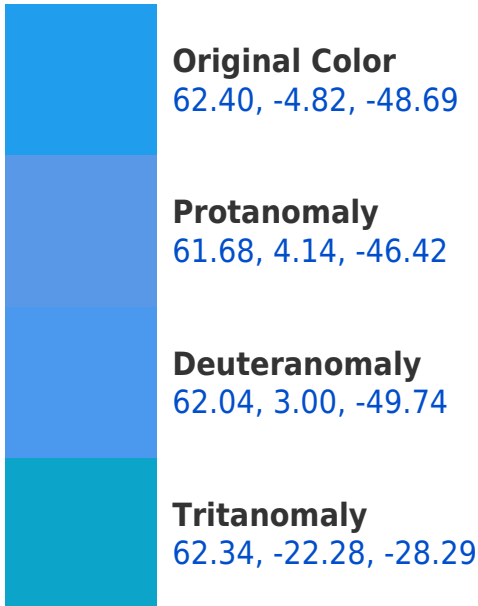 Original Color
62.40, -4.82, -48.69
Protanomaly
61.68, 4.14, -46.42
Deuteranomaly
62.04, 3.00, -49.74
Tritanomaly
62.34, -22.28, -28.29